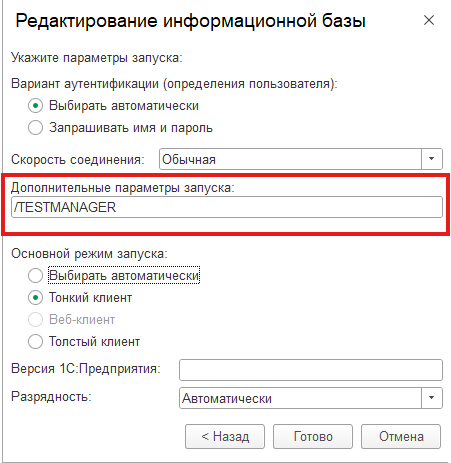 Редактирование информационной базы
Укажите параметры запуска:
Вариант аутентификации (определения пользователя):
Выбирать автоматически
Запрашивать имя и пароль
Скорость соединения: Обычная
Дополнительные параметры запуска:
/TESTMANAGER
Основной режим запуска:
Выбирать автоматически
Тонкий клиент
Веб-клиент
Толстый клиент
Версия 1С:Предприятия:
Разрядность: Автоматически
< Назад Готово Отмена